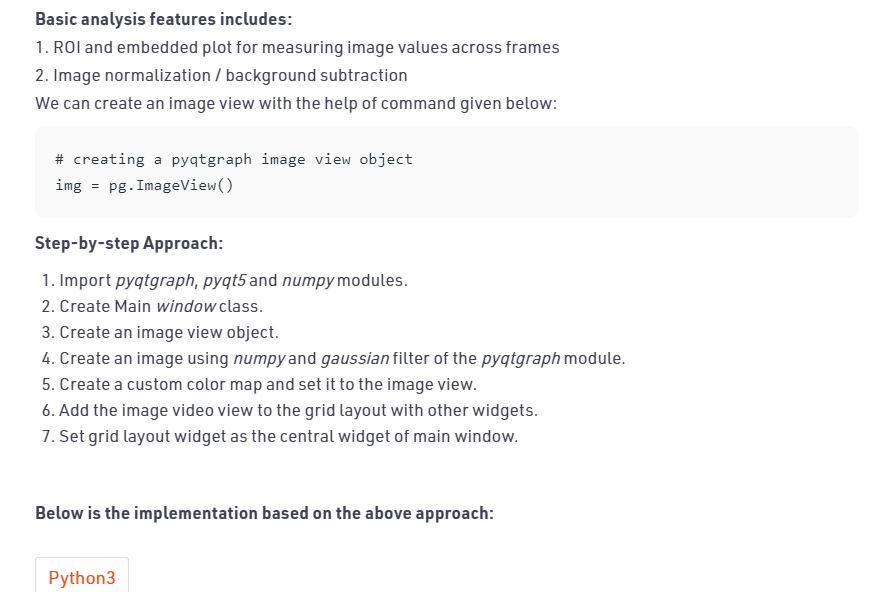 Basic analysis features includes:
1. ROI and embedded plot for measuring image values across frames
2. Image normalization / background subtraction
We can create an image view with the help of command given below:
# creating a pyqtgraph image view object
img = pg.ImageView()
Step-by-step Approach:
1. Import pyqtgraph, pyqt5 and numpy modules.
2. Create Main window class.
3. Create an image view object.
4. Create an image using numpy and gaussian filter of the pyqtgraph module.
5. Create a custom color map and set it to the image view.
6. Add the image video view to the grid layout with other widgets.
7. Set grid layout widget as the central widget of main window.
Below is the implementation based on the above approach:
Python3